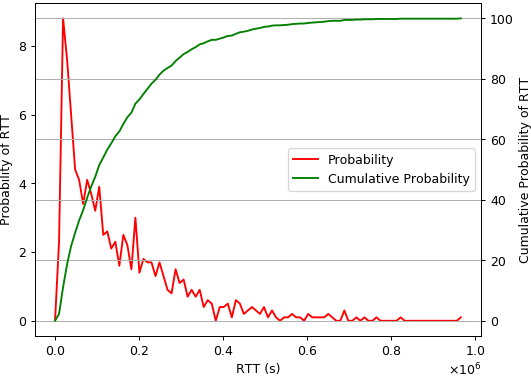 Probability of RTT
8
6
4
2
0
100
80
60
40
20
0
Cumulative Probability of RTT
Probability
Cumulative Probability
0.0 0.2 0.4 0.6 0.8 1.0
RTT (s)
×10⁶